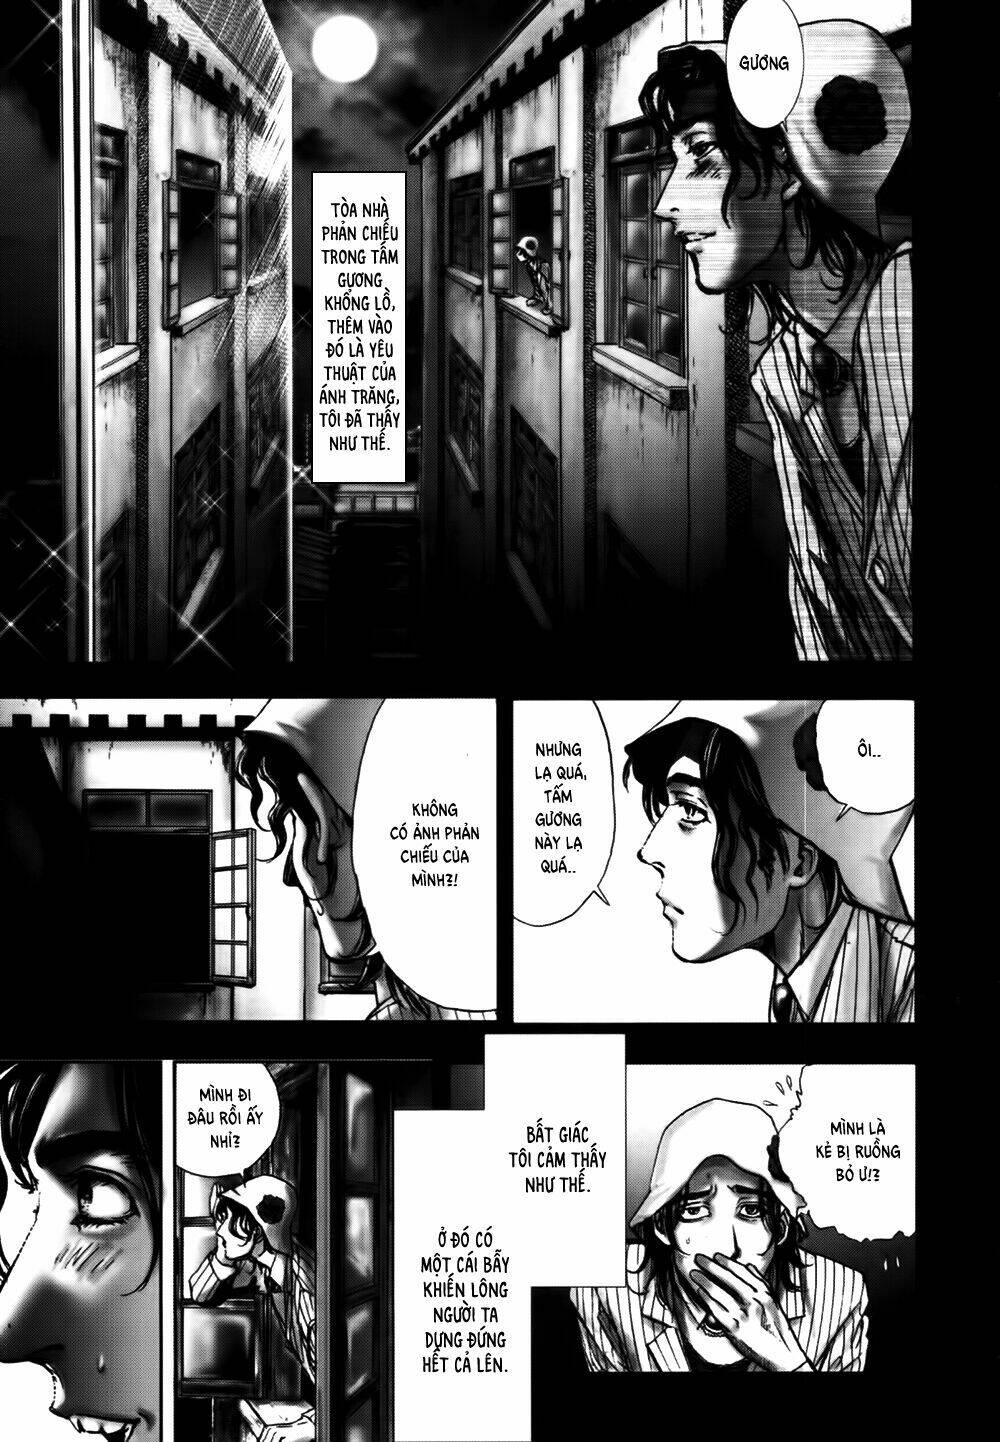 GƯƠNG
TÒA NHÀ
PHẢN CHIẾU
TRONG TẤM
GƯƠNG
KHỔNG LỒ,
THÊM VÀO
ĐÓ LÀ YÊU
THUẬT CỦA
ÁNH TRĂNG,
TÔI ĐÃ THẤY
NHƯ THẾ.
ÔI..
NHƯNG
LẠ QUÁ,
TẤM
GƯƠNG
NÀY LẠ
QUÁ..
KHÔNG
CÓ ẢNH PHẢN
CHIẾU CỦA
MÌNH?!
MÌNH LÀ
KẺ BỊ RUỒNG
BỎ Ư!?
BẤT GIÁC
TÔI CẢM THẤY
NHƯ THẾ.
Ở ĐÓ CÓ
MỘT CÁI BẪY
KHIẾN LÔNG
NGƯỜI TA
DỰNG ĐỨNG
HẾT CẢ LÊN.
MÌNH ĐI
ĐÂU RỒI ẤY
NHỈ?